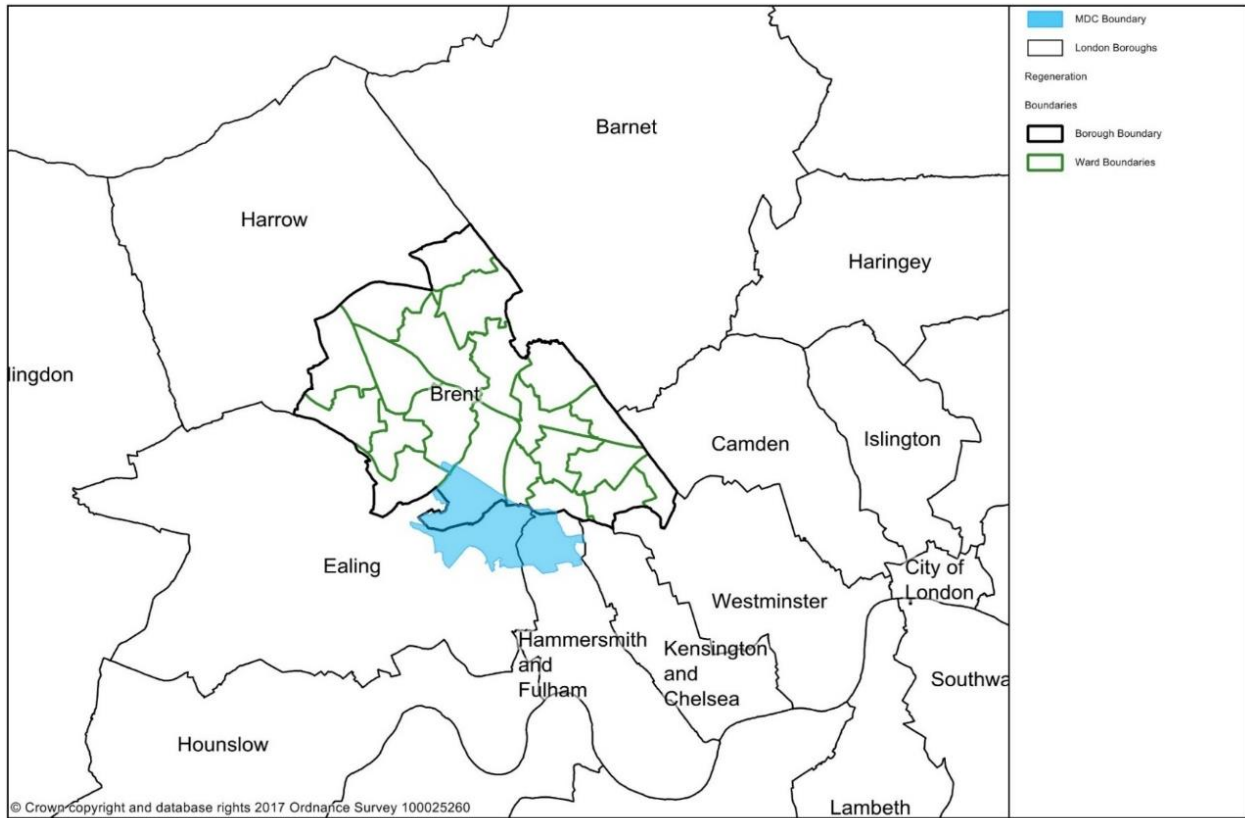 MDC Boundary
London Boroughs
Regeneration
Boundaries
Borough Boundary
Ward Boundaries
Barnet
Harrow
Haringey
lingdon
Brent
Camden
Islington
Ealing
City of
London
Westminster
Hammersmith
and
Fulham
Kensington
and
Chelsea
Southwa
Hounslow
Lambeth
© Crown copyright and database rights 2017 Ordnance Survey 100025260